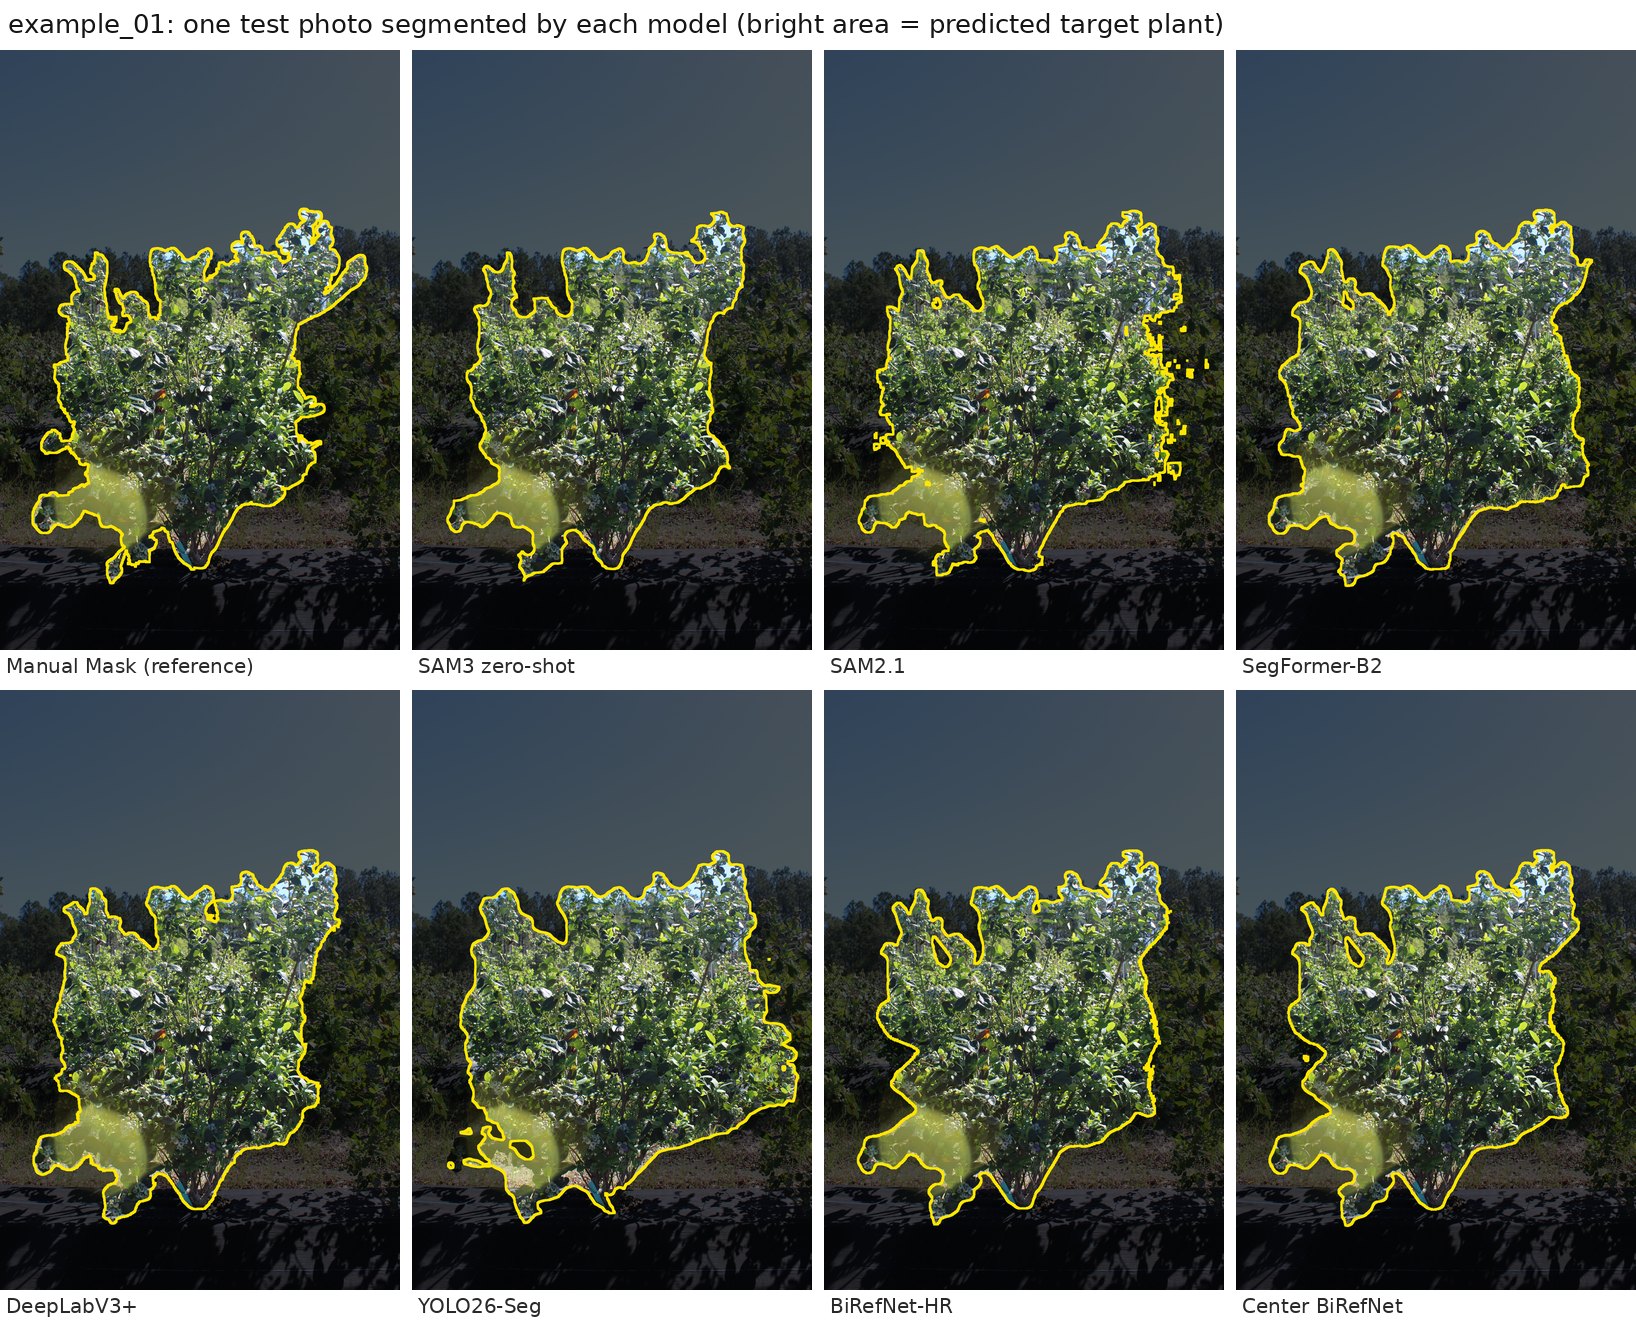 example_01: one test photo segmented by each model (bright area = predicted target plant)
Manual Mask (reference)
SAM3 zero-shot
SAM2.1
SegFormer-B2
DeepLabV3+
YOLO26-Seg
BiRefNet-HR
Center BiRefNet